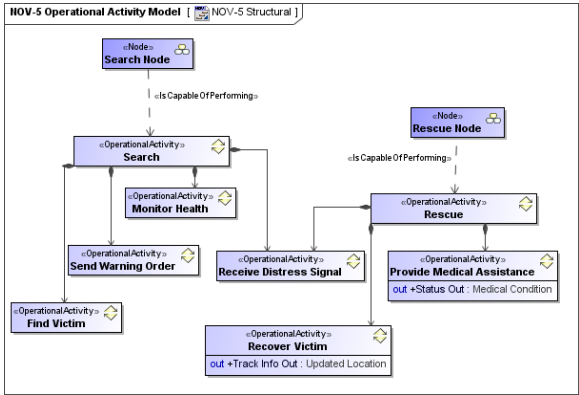 NOV-5 Operational Activity Model [ NOV-5 Structural ]
«Node»
Search Node
«Is Capable Of Performing»
«Node»
Rescue Node
«OperationalActivity»
Search
«Is Capable Of Performing»
«OperationalActivity»
Monitor Health
«OperationalActivity»
Rescue
«OperationalActivity»
Send Warning Order
«OperationalActivity»
Receive Distress Signal
«OperationalActivity»
Provide Medical Assistance
out +Status Out : Medical Condition
«OperationalActivity»
Find Victim
«OperationalActivity»
Recover Victim
out +Track Info Out : Updated Location